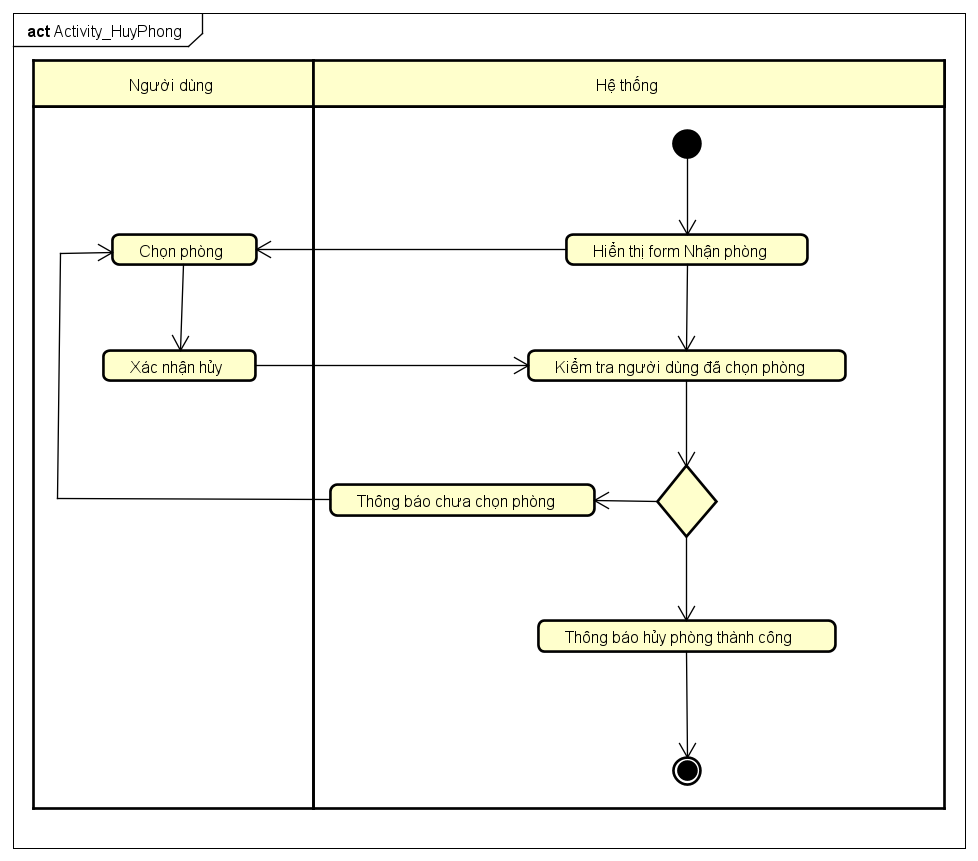 act Activity_HuyPhong
Người dùng
Hệ thống
Chọn phòng
Hiển thị form Nhận phòng
Xác nhận hủy
Kiểm tra người dùng đã chọn phòng
Thông báo chưa chọn phòng
Thông báo hủy phòng thành công